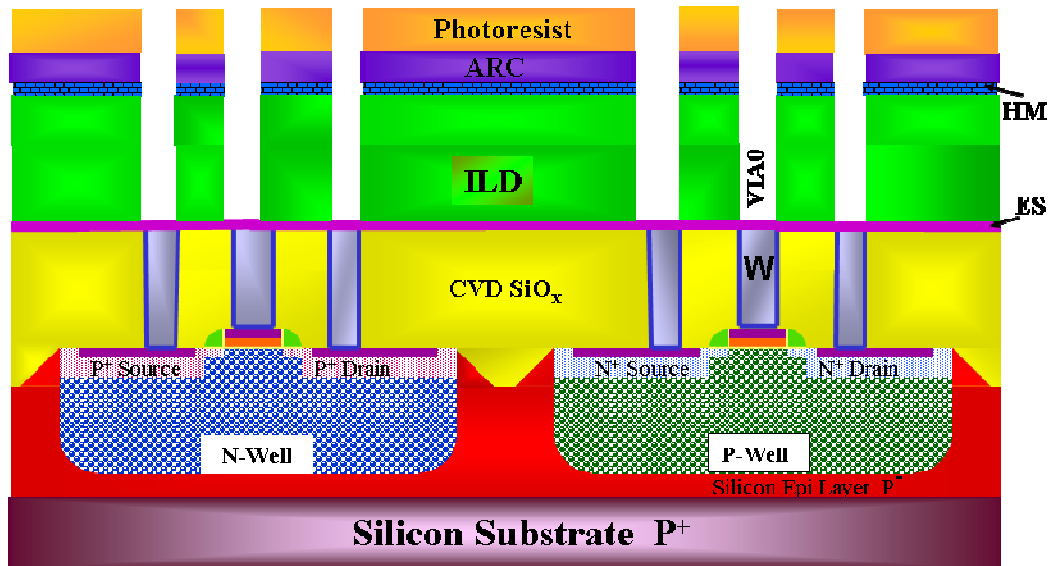 Photoresist
ARC
HM
ILD
VIA0
ES
W
CVD SiOₓ
P⁺ Source
P⁺ Drain
N⁺ Source
N⁺ Drain
N-Well
P-Well
Silicon Epi Layer P⁻
Silicon Substrate P⁺